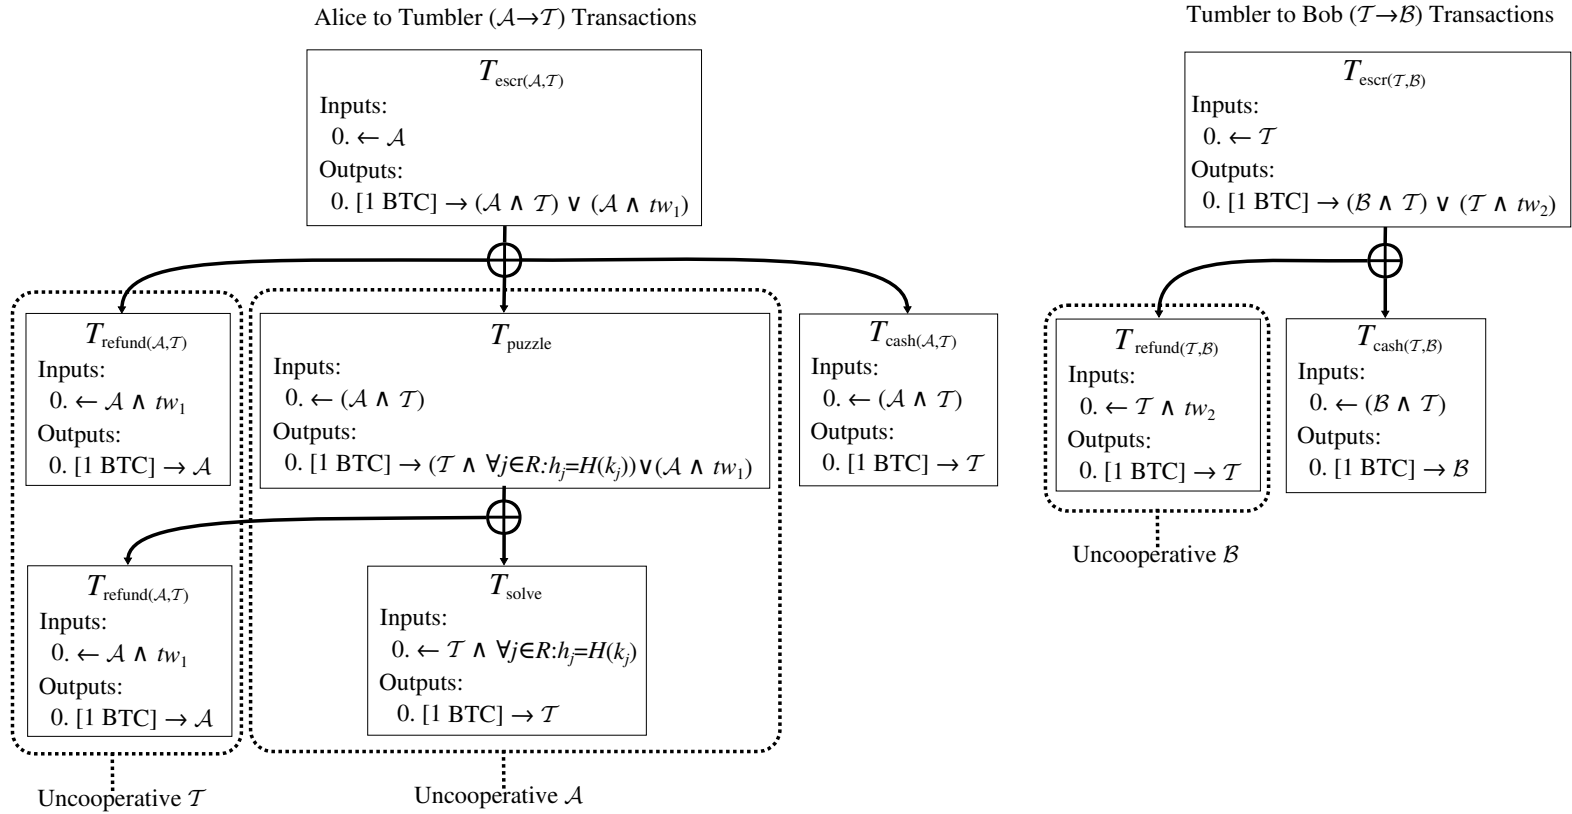 Alice to Tumbler (𝒜→𝒯) Transactions
T_escr(𝒜,𝒯)
Inputs:
0. ← 𝒜
Outputs:
0. [1 BTC] → (𝒜 ∧ 𝒯) ∨ (𝒜 ∧ tw₁)
T_refund(𝒜,𝒯)
Inputs:
0. ← 𝒜 ∧ tw₁
Outputs:
0. [1 BTC] → 𝒜
T_puzzle
Inputs:
0. ← (𝒜 ∧ 𝒯)
Outputs:
0. [1 BTC] → (𝒯 ∧ ∀j∈R:h_j=H(k_j))∨(𝒜 ∧ tw₁)
T_cash(𝒜,𝒯)
Inputs:
0. ← (𝒜 ∧ 𝒯)
Outputs:
0. [1 BTC] → 𝒯
T_refund(𝒜,𝒯)
Inputs:
0. ← 𝒜 ∧ tw₁
Outputs:
0. [1 BTC] → 𝒜
T_solve
Inputs:
0. ← 𝒯 ∧ ∀j∈R:h_j=H(k_j)
Outputs:
0. [1 BTC] → 𝒯
Uncooperative 𝒯
Uncooperative 𝒜
Tumbler to Bob (𝒯→ℬ) Transactions
T_escr(𝒯,ℬ)
Inputs:
0. ← 𝒯
Outputs:
0. [1 BTC] → (ℬ ∧ 𝒯) ∨ (𝒯 ∧ tw₂)
T_refund(𝒯,ℬ)
Inputs:
0. ← 𝒯 ∧ tw₂
Outputs:
0. [1 BTC] → 𝒯
T_cash(𝒯,ℬ)
Inputs:
0. ← (ℬ ∧ 𝒯)
Outputs:
0. [1 BTC] → ℬ
Uncooperative ℬ